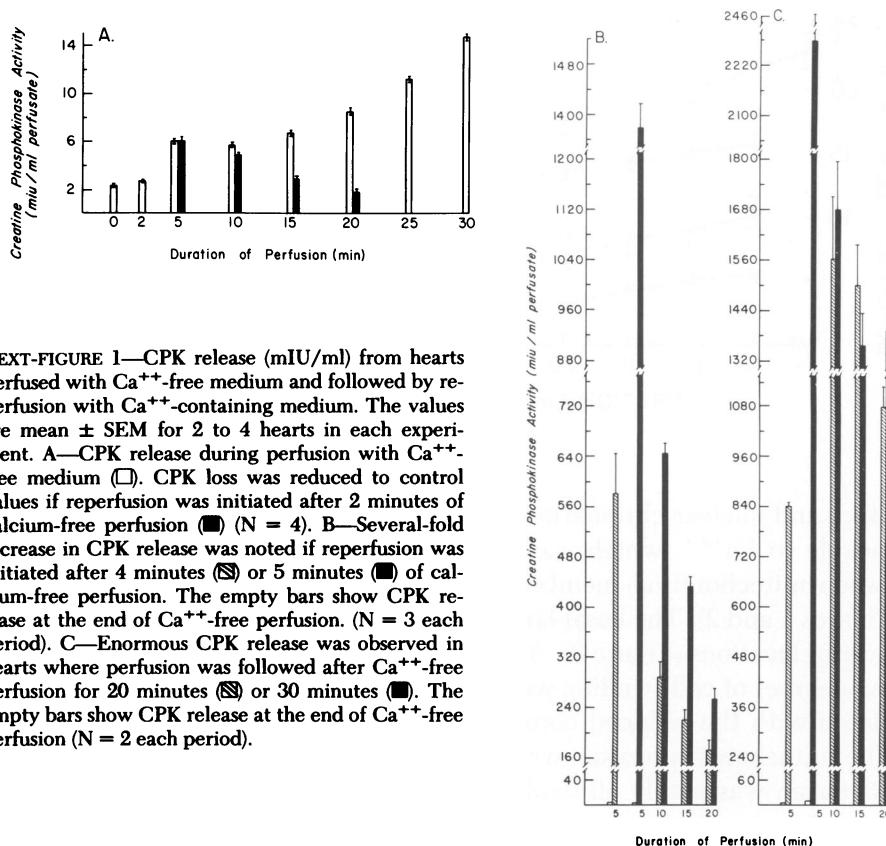 A.
Creatine Phosphokinase Activity
(miu / ml perfusate)
14
10
6
2
0 2 5 10 15 20 25 30
Duration of Perfusion (min)
EXT-FIGURE 1—CPK release (mIU/ml) from hearts
erfused with Ca⁺⁺-free medium and followed by re-
erfusion with Ca⁺⁺-containing medium. The values
re mean ± SEM for 2 to 4 hearts in each experi-
ent. A—CPK release during perfusion with Ca⁺⁺-
ee medium (□). CPK loss was reduced to control
alues if reperfusion was initiated after 2 minutes of
alcium-free perfusion (■) (N = 4). B—Several-fold
crease in CPK release was noted if reperfusion was
itiated after 4 minutes (▧) or 5 minutes (■) of cal-
um-free perfusion. The empty bars show CPK re-
ase at the end of Ca⁺⁺-free perfusion. (N = 3 each
eriod). C—Enormous CPK release was observed in
earts where perfusion was followed after Ca⁺⁺-free
erfusion for 20 minutes (▧) or 30 minutes (■). The
mpty bars show CPK release at the end of Ca⁺⁺-free
erfusion (N = 2 each period).
B.
Creatine Phosphokinase Activity (miu / ml perfusate)
1480
1400
1200
1120
1040
960
880
720
640
560
480
400
320
240
160
40
5 5 10 15 20
C.
2460
2220
2100
1800
1680
1560
1440
1320
1080
960
840
720
600
480
360
240
60
5 5 10 15 20
Duration of Perfusion (min)